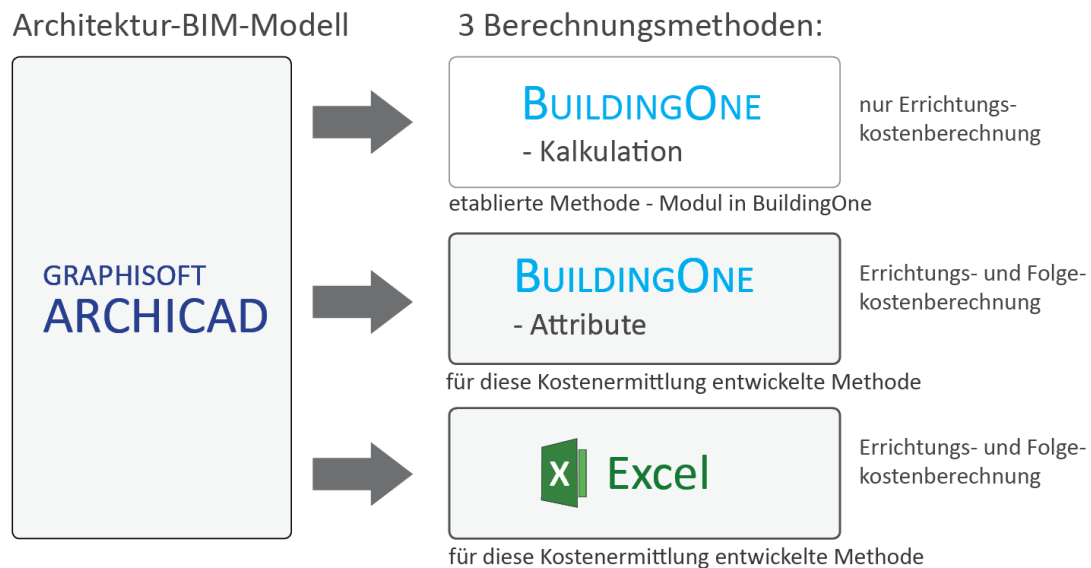 Architektur-BIM-Modell
3 Berechnungsmethoden:
GRAPHISOFT
ARCHICAD
BUILDINGONE
- Kalkulation
nur Errichtungs-
kostenberechnung
etablierte Methode - Modul in BuildingOne
BUILDINGONE
- Attribute
Errichtungs- und Folge-
kostenberechnung
für diese Kostenermittlung entwickelte Methode
X Excel
Errichtungs- und Folge-
kostenberechnung
für diese Kostenermittlung entwickelte Methode